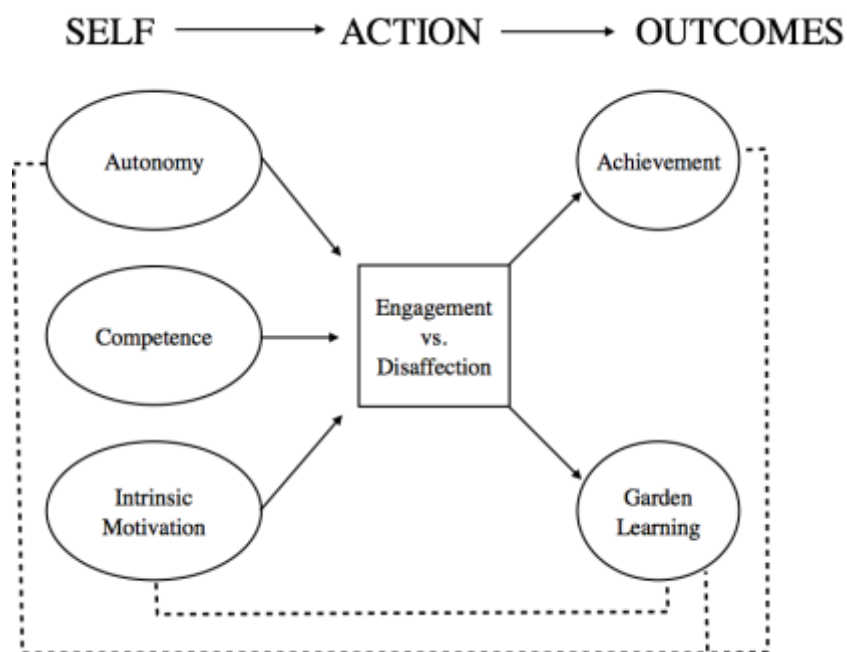 SELF ACTION OUTCOMES
Autonomy
Achievement
Competence
Engagement
vs.
Disaffection
Intrinsic
Motivation
Garden
Learning